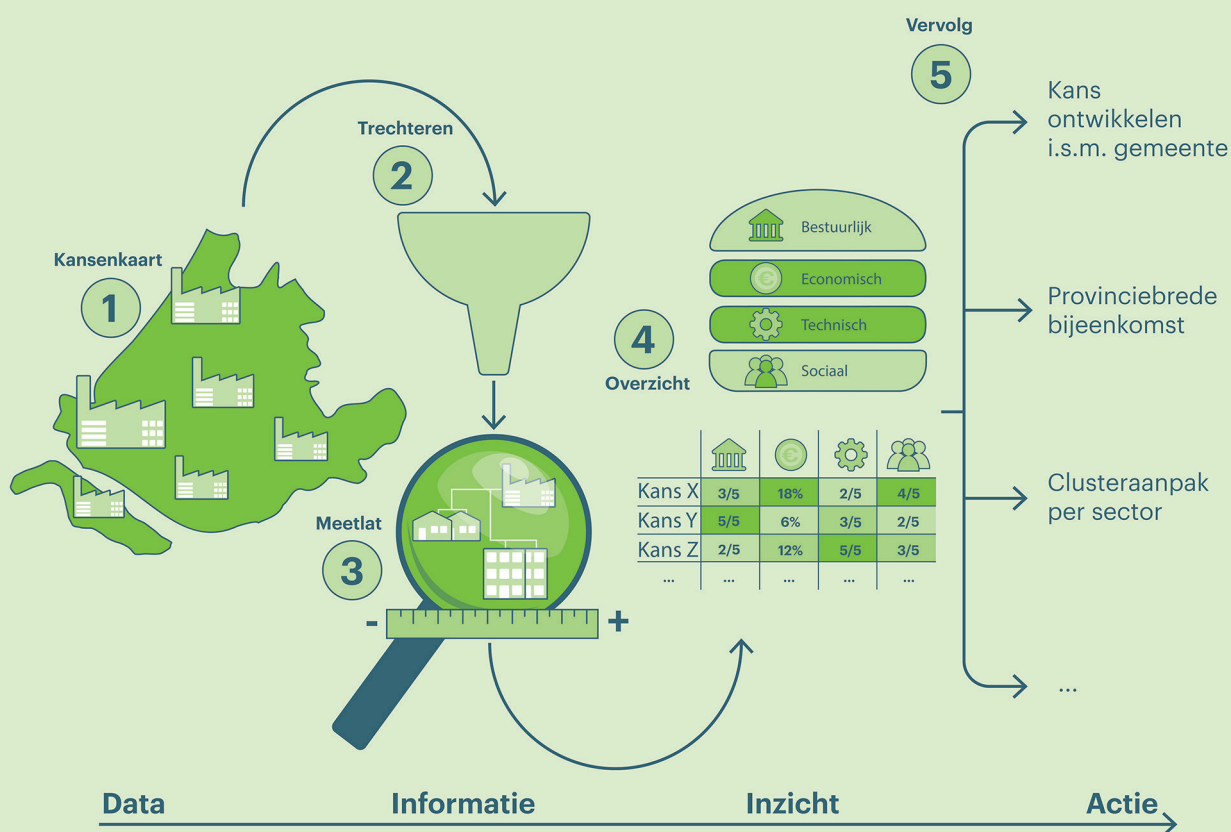 Kansenkaart
1
Trechteren
2
Meetlat
3
-
+
4
Overzicht
Bestuurlijk
€ Economisch
Technisch
Sociaal
€
Kans X 3/5 18% 2/5 4/5
Kans Y 5/5 6% 3/5 2/5
Kans Z 2/5 12% 5/5 3/5
... ... ... ... ...
Vervolg
5
Kans
ontwikkelen
i.s.m. gemeente
Provinciebrede
bijeenkomst
Clusteraanpak
per sector
...
Data Informatie Inzicht Actie